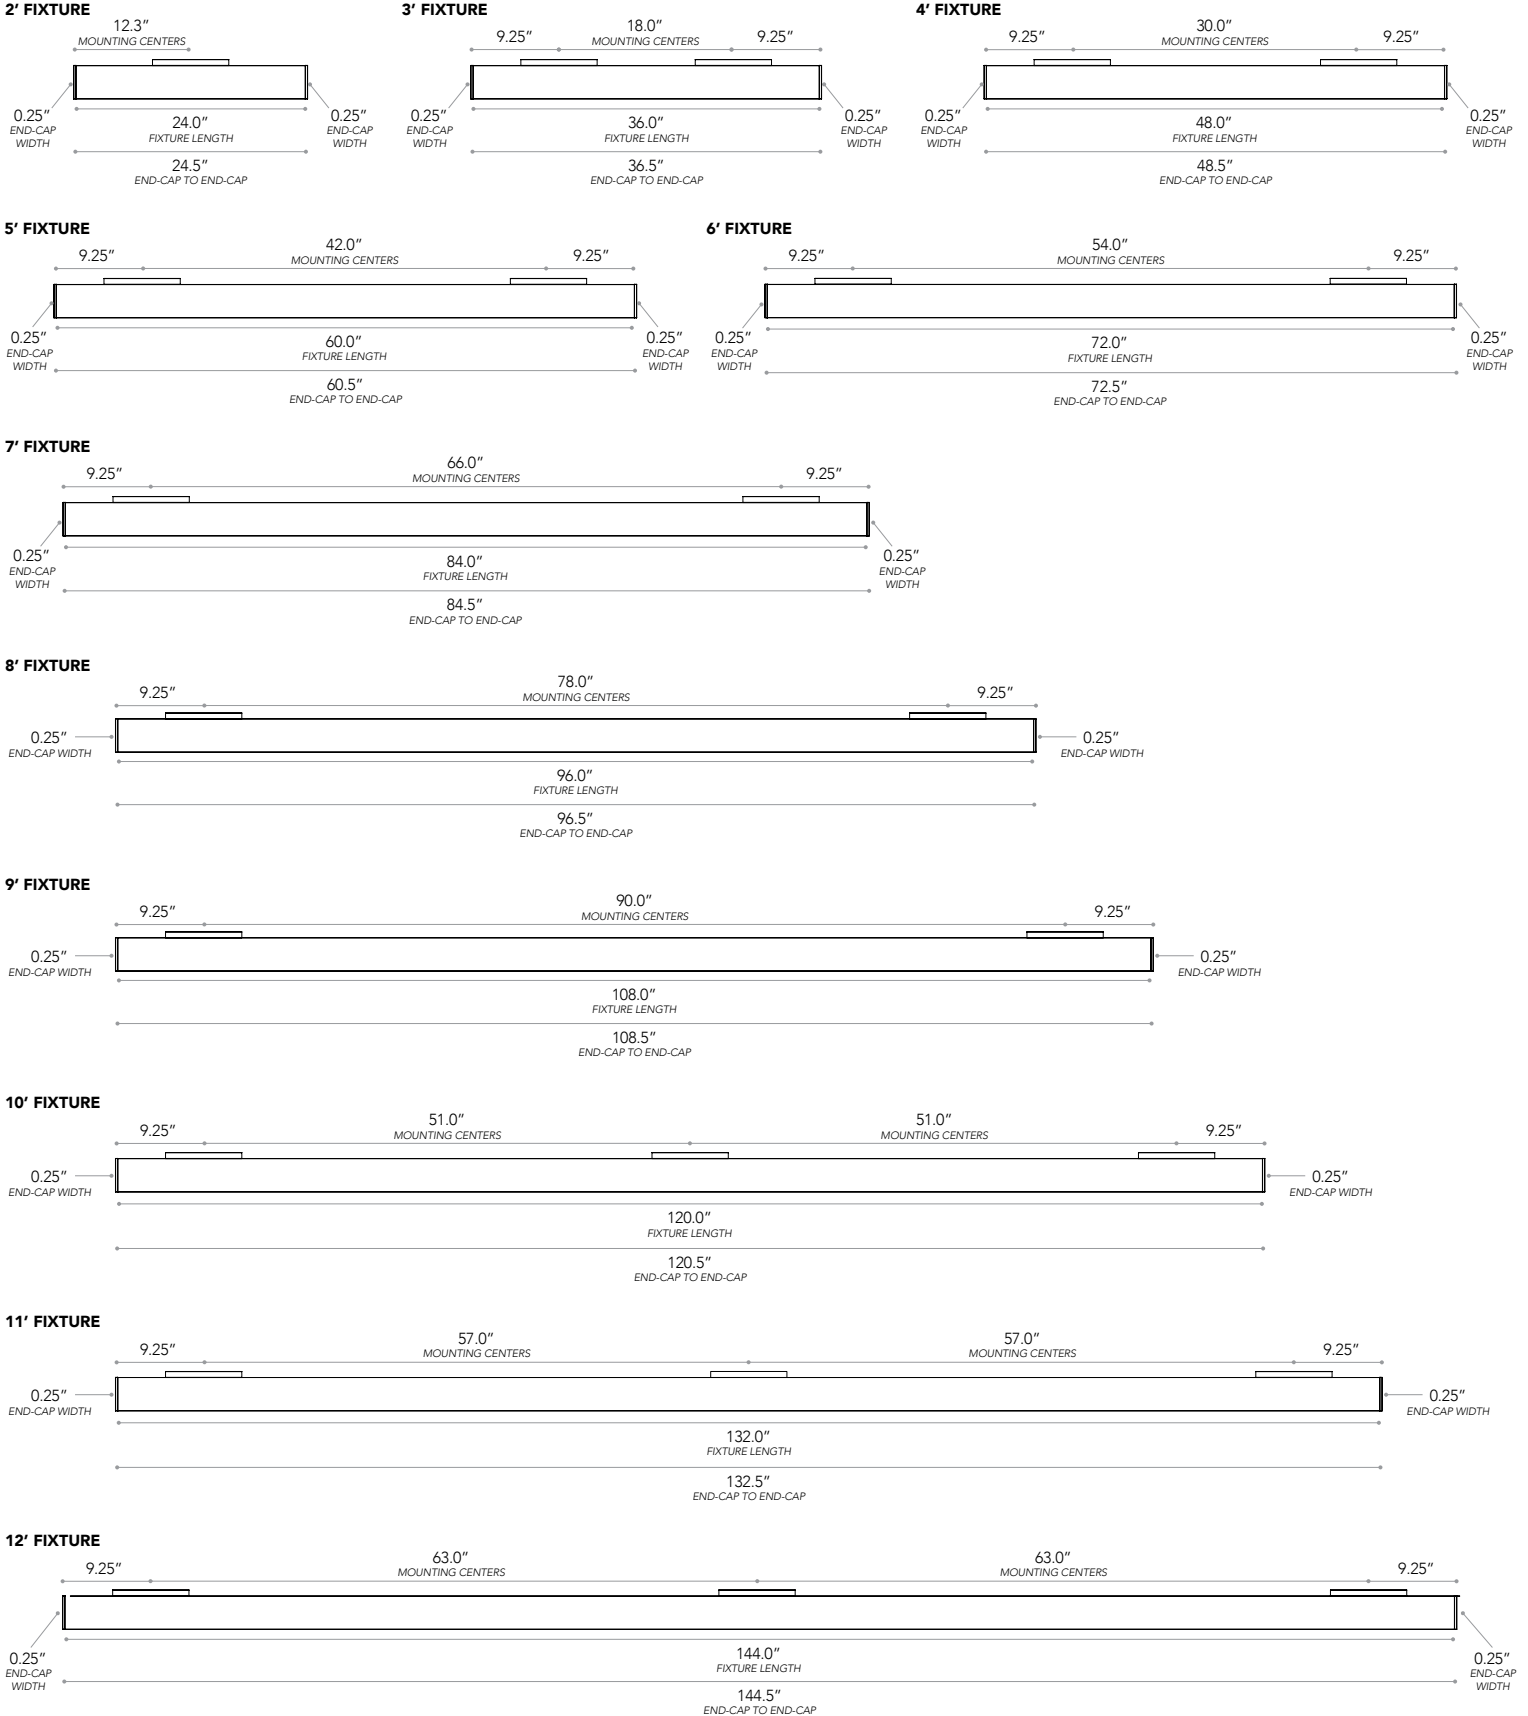 2′ FIXTURE
12.3″
MOUNTING CENTERS
0.25″
END-CAP
WIDTH
0.25″
END-CAP
WIDTH
24.0″
FIXTURE LENGTH
24.5″
END-CAP TO END-CAP
3′ FIXTURE
9.25″
18.0″
MOUNTING CENTERS
9.25″
0.25″
END-CAP
WIDTH
0.25″
END-CAP
WIDTH
36.0″
FIXTURE LENGTH
36.5″
END-CAP TO END-CAP
4′ FIXTURE
9.25″
30.0″
MOUNTING CENTERS
9.25″
0.25″
END-CAP
WIDTH
0.25″
END-CAP
WIDTH
48.0″
FIXTURE LENGTH
48.5″
END-CAP TO END-CAP
5′ FIXTURE
9.25″
42.0″
MOUNTING CENTERS
9.25″
0.25″
END-CAP
WIDTH
0.25″
END-CAP
WIDTH
60.0″
FIXTURE LENGTH
60.5″
END-CAP TO END-CAP
6′ FIXTURE
9.25″
54.0″
MOUNTING CENTERS
9.25″
0.25″
END-CAP
WIDTH
0.25″
END-CAP
WIDTH
72.0″
FIXTURE LENGTH
72.5″
END-CAP TO END-CAP
7′ FIXTURE
9.25″
66.0″
MOUNTING CENTERS
9.25″
0.25″
END-CAP
WIDTH
0.25″
END-CAP
WIDTH
84.0″
FIXTURE LENGTH
84.5″
END-CAP TO END-CAP
8′ FIXTURE
9.25″
78.0″
MOUNTING CENTERS
9.25″
0.25″
END-CAP WIDTH
0.25″
END-CAP WIDTH
96.0″
FIXTURE LENGTH
96.5″
END-CAP TO END-CAP
9′ FIXTURE
9.25″
90.0″
MOUNTING CENTERS
9.25″
0.25″
END-CAP WIDTH
0.25″
END-CAP WIDTH
108.0″
FIXTURE LENGTH
108.5″
END-CAP TO END-CAP
10′ FIXTURE
9.25″
51.0″
MOUNTING CENTERS
51.0″
MOUNTING CENTERS
9.25″
0.25″
END-CAP WIDTH
0.25″
END-CAP WIDTH
120.0″
FIXTURE LENGTH
120.5″
END-CAP TO END-CAP
11′ FIXTURE
9.25″
57.0″
MOUNTING CENTERS
57.0″
MOUNTING CENTERS
9.25″
0.25″
END-CAP WIDTH
0.25″
END-CAP WIDTH
132.0″
FIXTURE LENGTH
132.5″
END-CAP TO END-CAP
12′ FIXTURE
9.25″
63.0″
MOUNTING CENTERS
63.0″
MOUNTING CENTERS
9.25″
0.25″
END-CAP
WIDTH
0.25″
END-CAP
WIDTH
144.0″
FIXTURE LENGTH
144.5″
END-CAP TO END-CAP